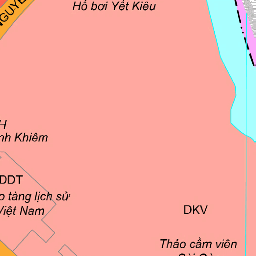 Hồ bơi Yết Kiêu
NGUYỄ
H
nh Khiêm
DDT
o tàng lịch sử
Việt Nam
DKV
Thảo cầm viên